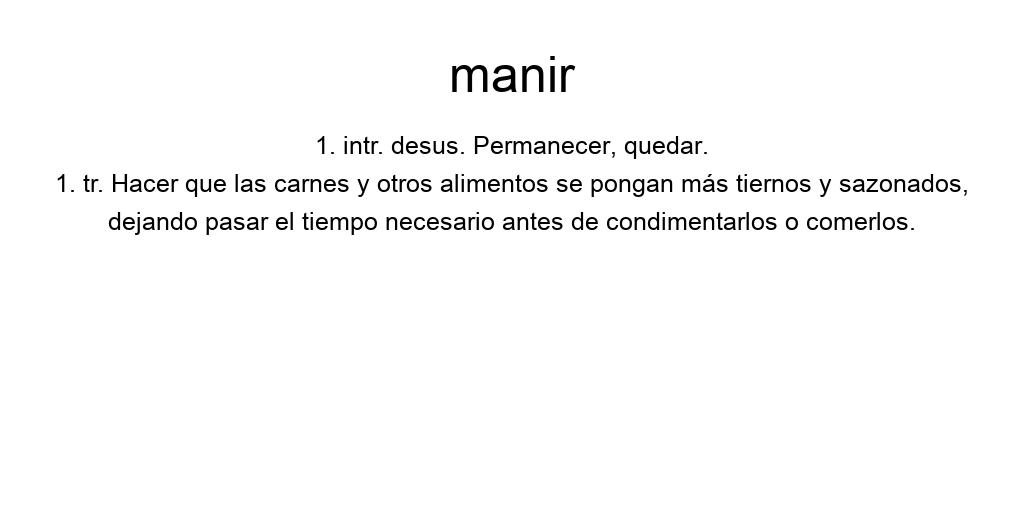 manir
1. intr. desus. Permanecer, quedar.
1. tr. Hacer que las carnes y otros alimentos se pongan más tiernos y sazonados,
dejando pasar el tiempo necesario antes de condimentarlos o comerlos.